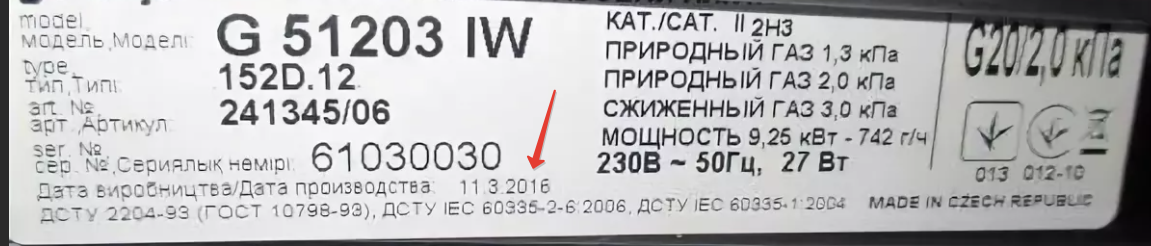 model.
модель,Моделі:
G 51203 IW
type
тип,Типі:
152D.12
art. №
арт.,Артикул:
241345/06
ser. №
сер. №,Сериялық нөмірі:
61030030
Дата виробництва/Дата производства: 11.3.2016
ДСТУ 2204-93 (ГОСТ 10798-93), ДСТУ IEC 60335-2-6:2006, ДСТУ IEC 60335-1:2004
КАТ./CAT. II 2H3
ПРИРОДНЫЙ ГАЗ 1,3 кПа
ПРИРОДНЫЙ ГАЗ 2,0 кПа
СЖИЖЕННЫЙ ГАЗ 3,0 кПа
МОЩНОСТЬ 9,25 кВт - 742 г/ч
230В ~ 50Гц, 27 Вт
MADE IN CZECH REPUBLIC
G20/2,0 кПа
013 012-10